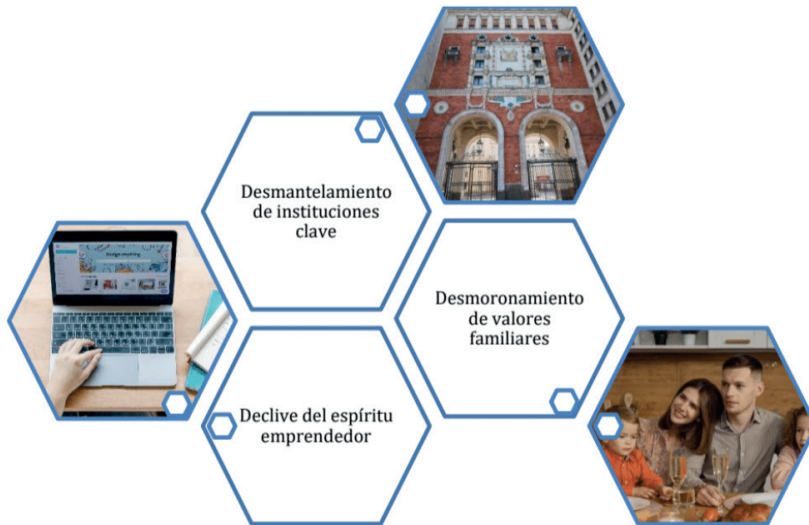 Desmantelamiento
de instituciones
clave
Desmoronamiento
de valores
familiares
Declive del espíritu
emprendedor